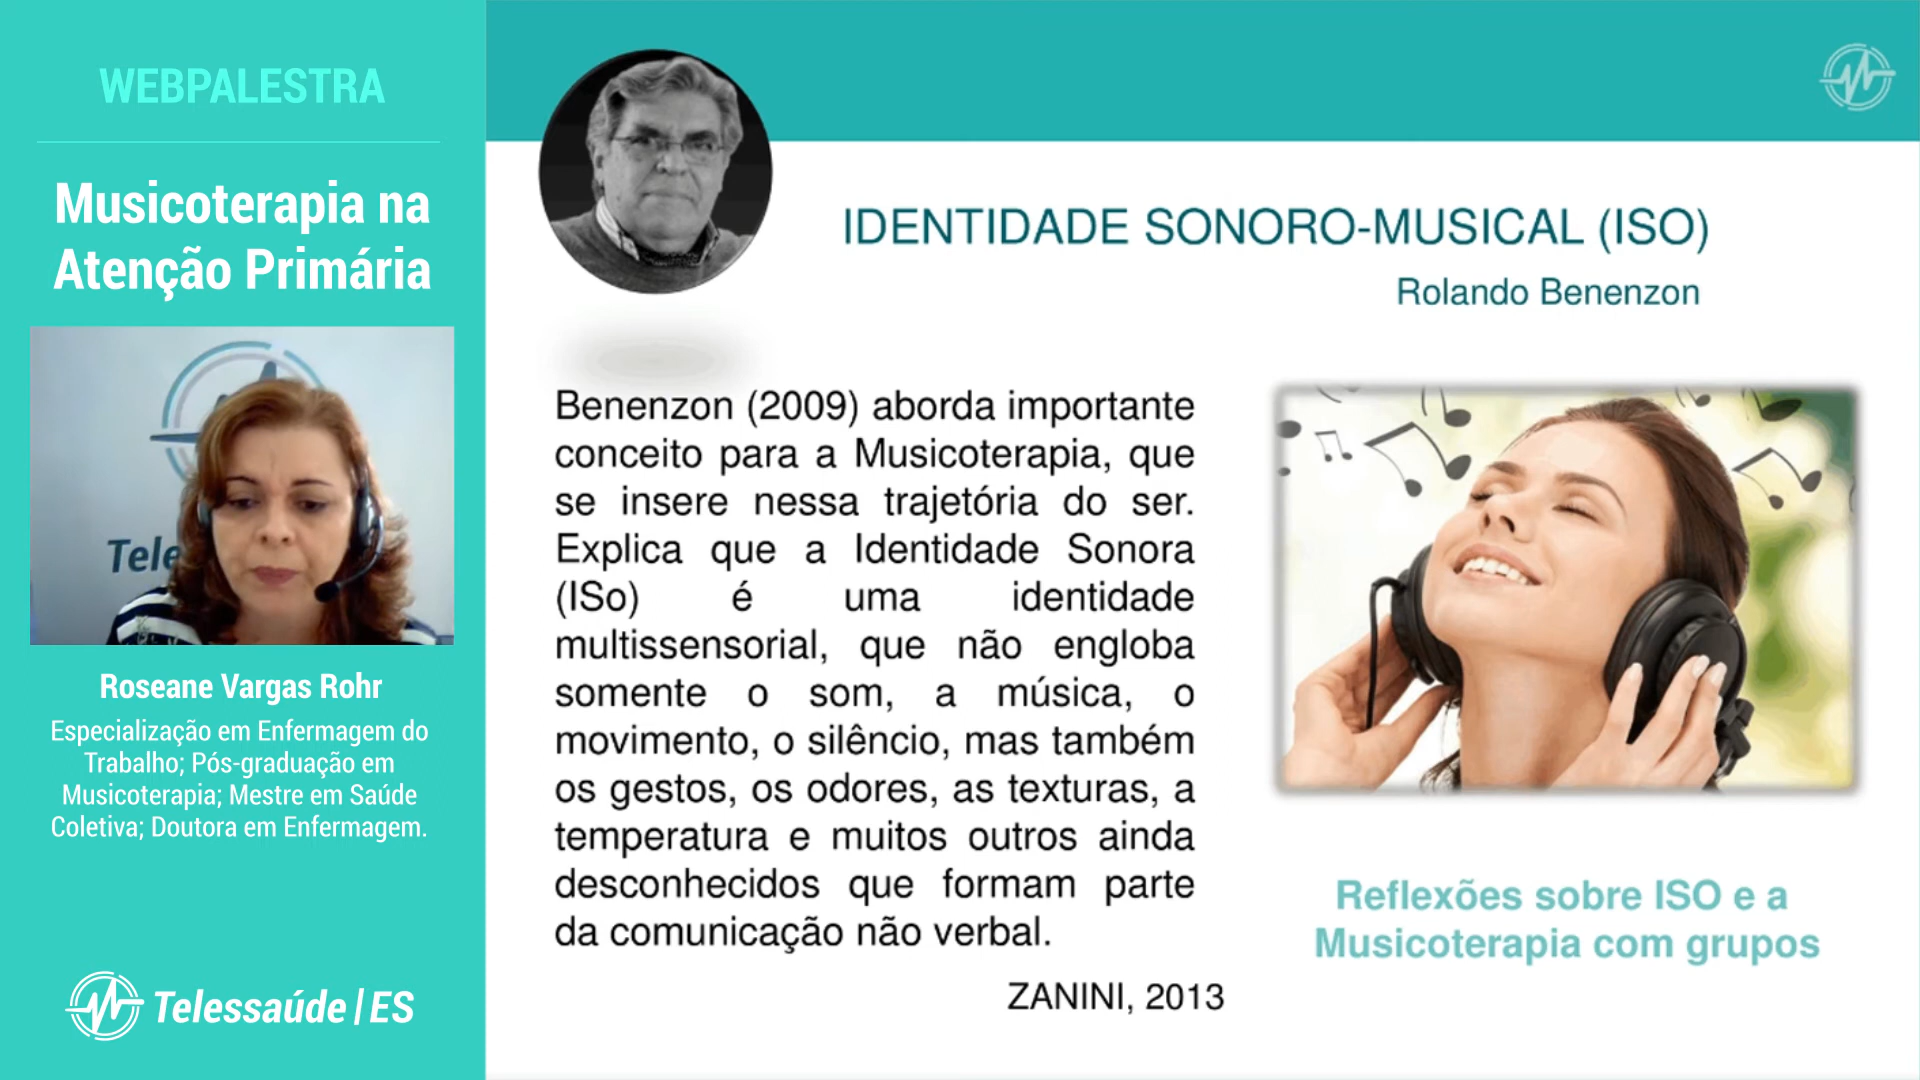 WEBPALESTRA
Musicoterapia na
Atenção Primária
Tele
Roseane Vargas Rohr
Especialização em Enfermagem do
Trabalho; Pós-graduação em
Musicoterapia; Mestre em Saúde
Coletiva; Doutora em Enfermagem.
Telessaúde|ES
IDENTIDADE SONORO-MUSICAL (ISO)
Rolando Benenzon
Benenzon (2009) aborda importante
conceito para a Musicoterapia, que
se insere nessa trajetória do ser.
Explica que a Identidade Sonora
(ISo) é uma identidade
multissensorial, que não engloba
somente o som, a música, o
movimento, o silêncio, mas também
os gestos, os odores, as texturas, a
temperatura e muitos outros ainda
desconhecidos que formam parte
da comunicação não verbal.
ZANINI, 2013
Reflexões sobre ISO e a
Musicoterapia com grupos